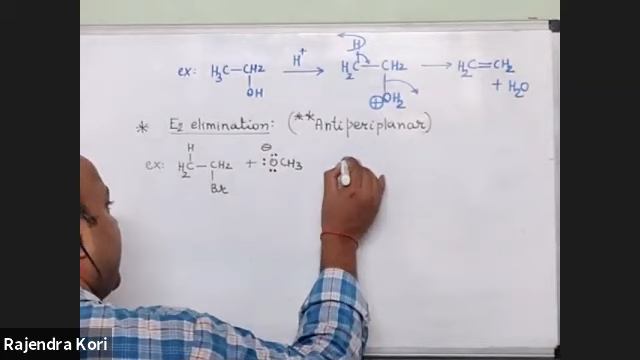 H
ex: H₃C-CH₂ H⁺ → H₂C-CH₂ → H₂C=CH₂
OH ⊕OH₂ + H₂O
* E₂ elimination: (**Antiperiplanar)
H ⊖
ex: H₂C-CH₂ + :ÖCH₃
Br
Rajendra Kori